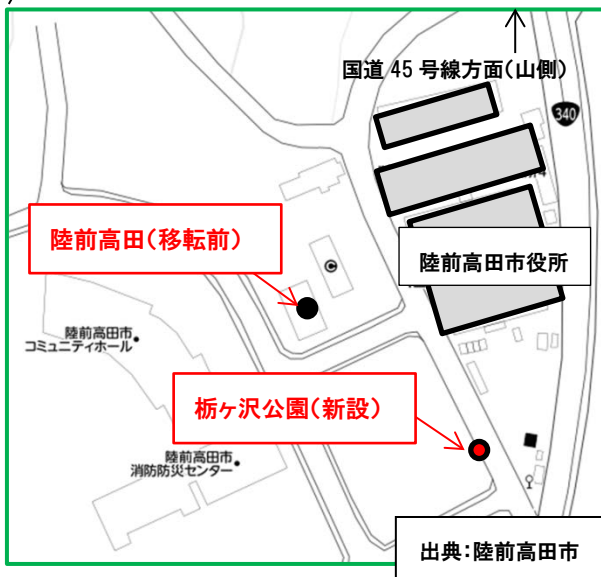 国道 45 号線方面(山側)
340
陸前高田(移転前)
陸前高田市役所
陸前高田市
コミュニティホール
栃ヶ沢公園(新設)
陸前高田市
消防防災センター
出典:陸前高田市